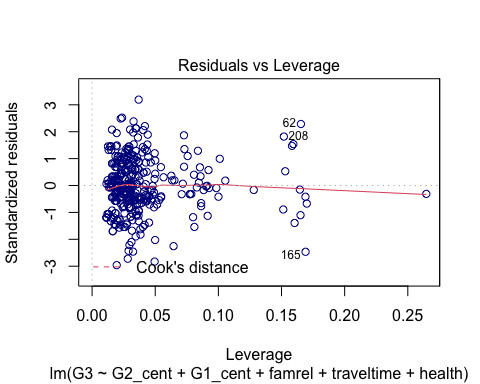 Residuals vs Leverage
Standardized residuals
3
2
1
0
-1
-3
62
208
165
Cook's distance
0.00 0.05 0.10 0.15 0.20 0.25
Leverage
lm(G3 ~ G2_cent + G1_cent + famrel + traveltime + health)